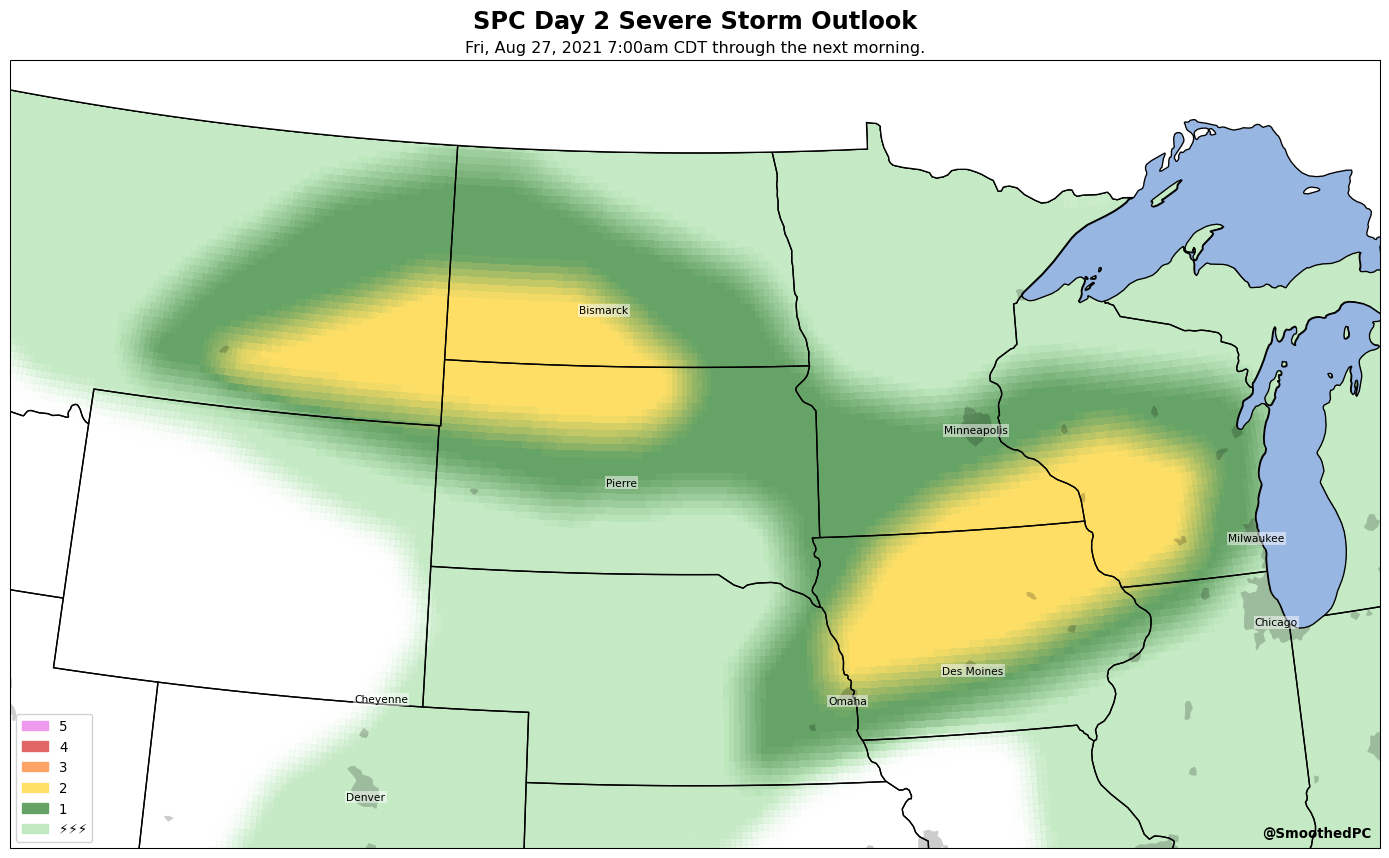 SPC Day 2 Severe Storm Outlook
Fri, Aug 27, 2021 7:00am CDT through the next morning.
Bismarck
Minneapolis
Pierre
Milwaukee
Chicago
Des Moines
Cheyenne
Omaha
Denver
5
4
3
2
1
⚡⚡⚡
@SmoothedPC